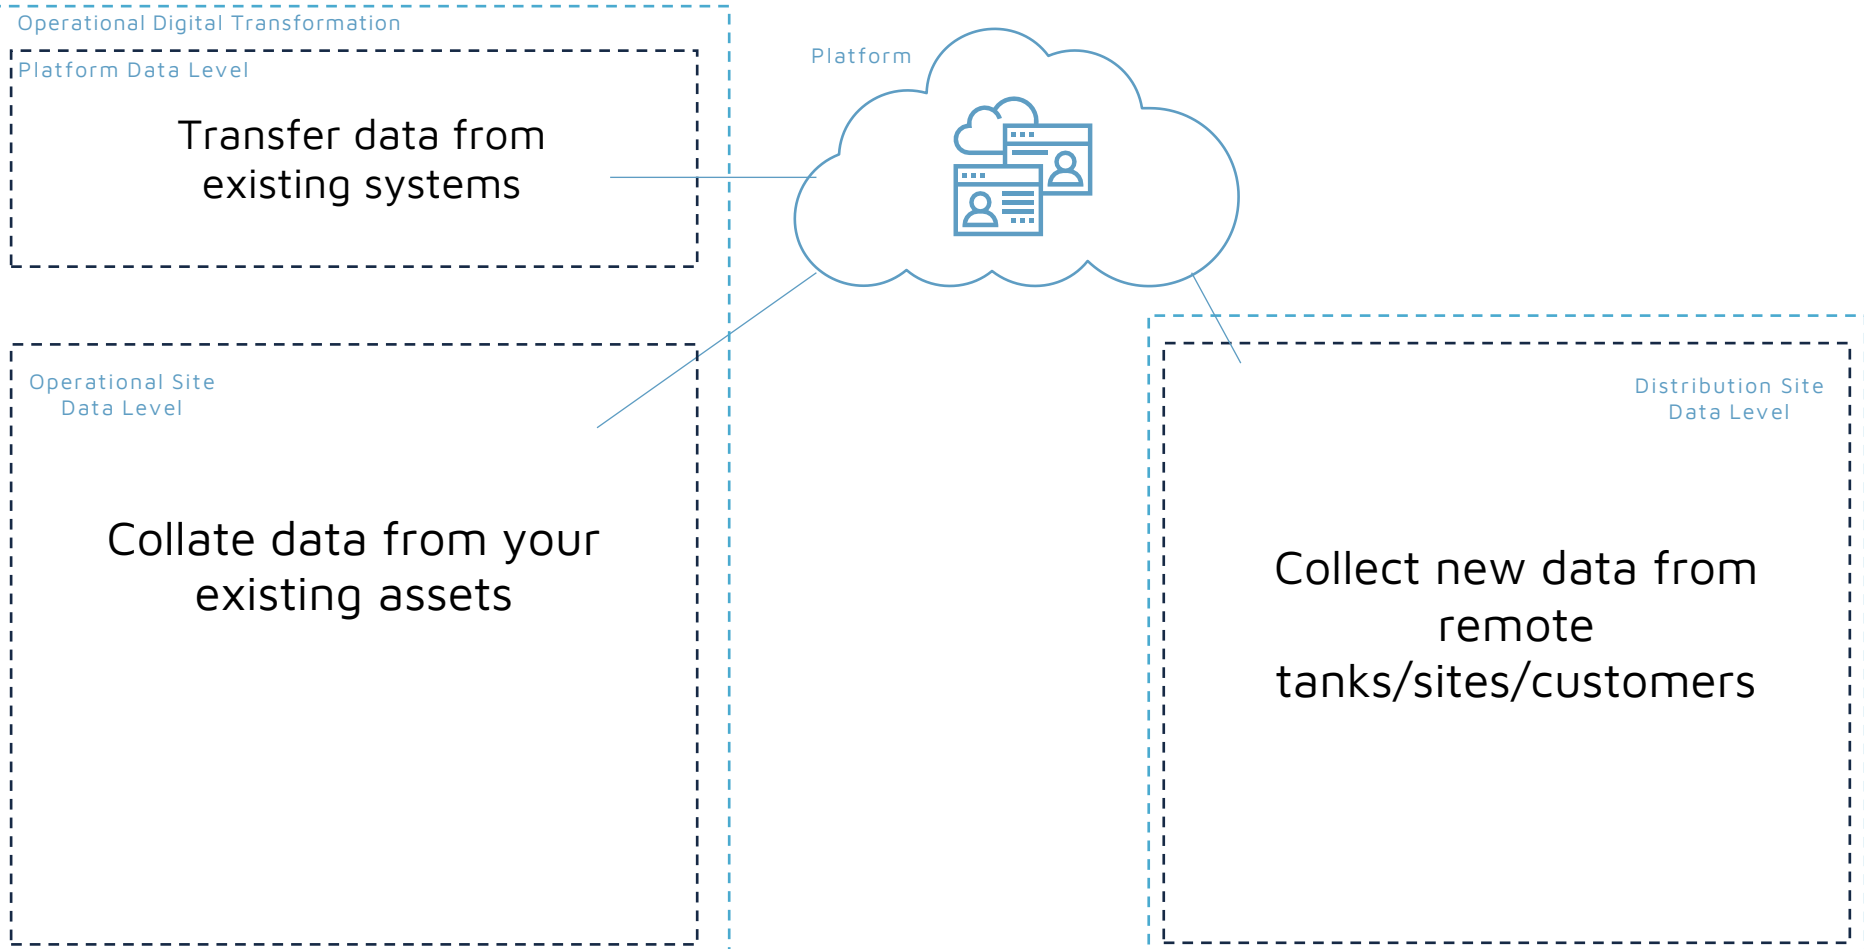 Operational Digital Transformation
Platform Data Level
Transfer data from
existing systems
Platform
Operational Site
Data Level
Collate data from your
existing assets
Distribution Site
Data Level
Collect new data from
remote
tanks/sites/customers